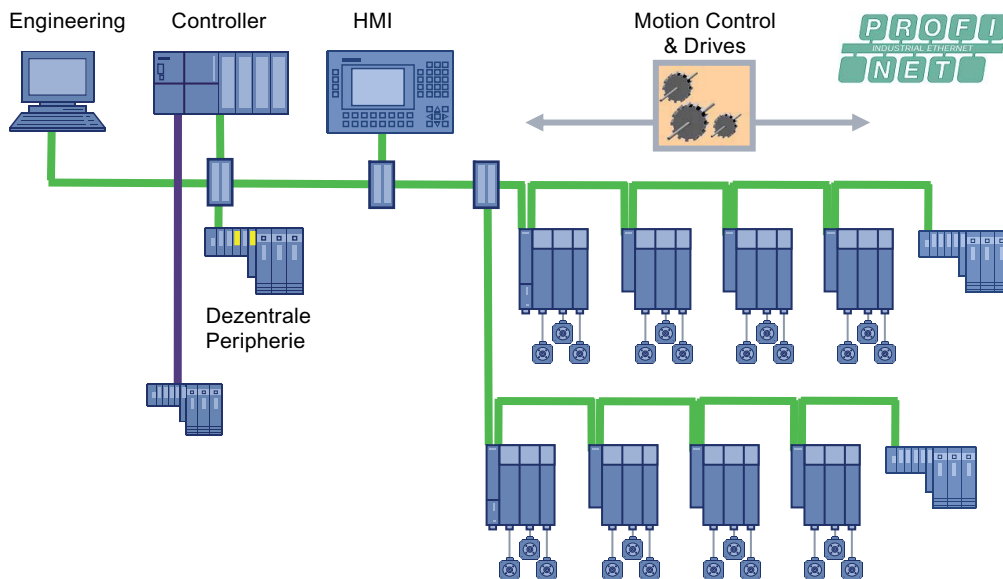 Engineering
Controller
HMI
Motion Control
& Drives
PROFI
INDUSTRIAL ETHERNET
NET
Dezentrale
Peripherie